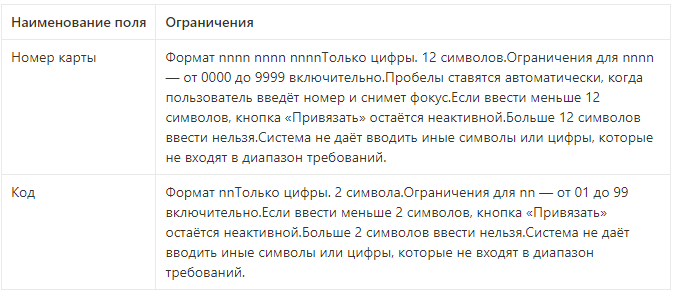 Наименование поля Ограничения
Номер карты Формат nnnn nnnn nnnnТолько цифры. 12 символов.Ограничения для nnnn
— от 0000 до 9999 включительно.Пробелы ставятся автоматически, когда
пользователь введёт номер и снимет фокус.Если ввести меньше 12
символов, кнопка «Привязать» остаётся неактивной.Больше 12 символов
ввести нельзя.Система не даёт вводить иные символы или цифры, которые
не входят в диапазон требований.
Код Формат nnТолько цифры. 2 символа.Ограничения для nn — от 01 до 99
включительно.Если ввести меньше 2 символов, кнопка «Привязать»
остаётся неактивной.Больше 2 символов ввести нельзя.Система не даёт
вводить иные символы или цифры, которые не входят в диапазон
требований.